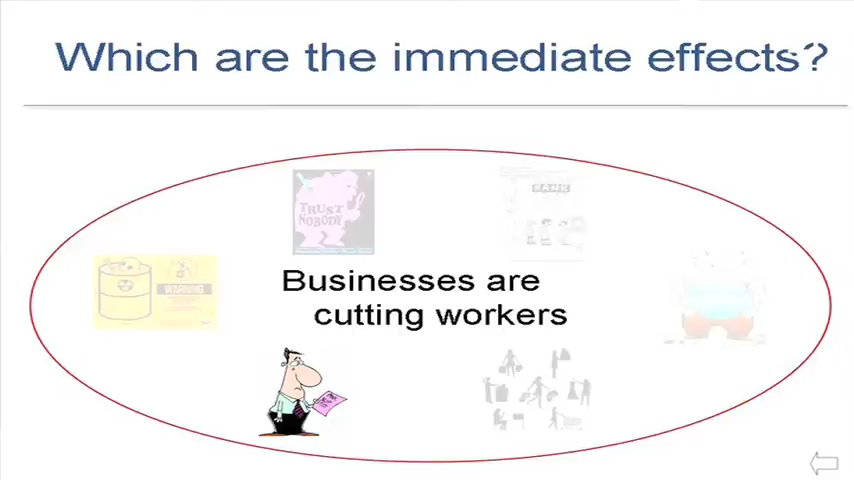 Which are the immediate effects?
TRUST
NOBODY
BANK
WARNING
Businesses are
cutting workers